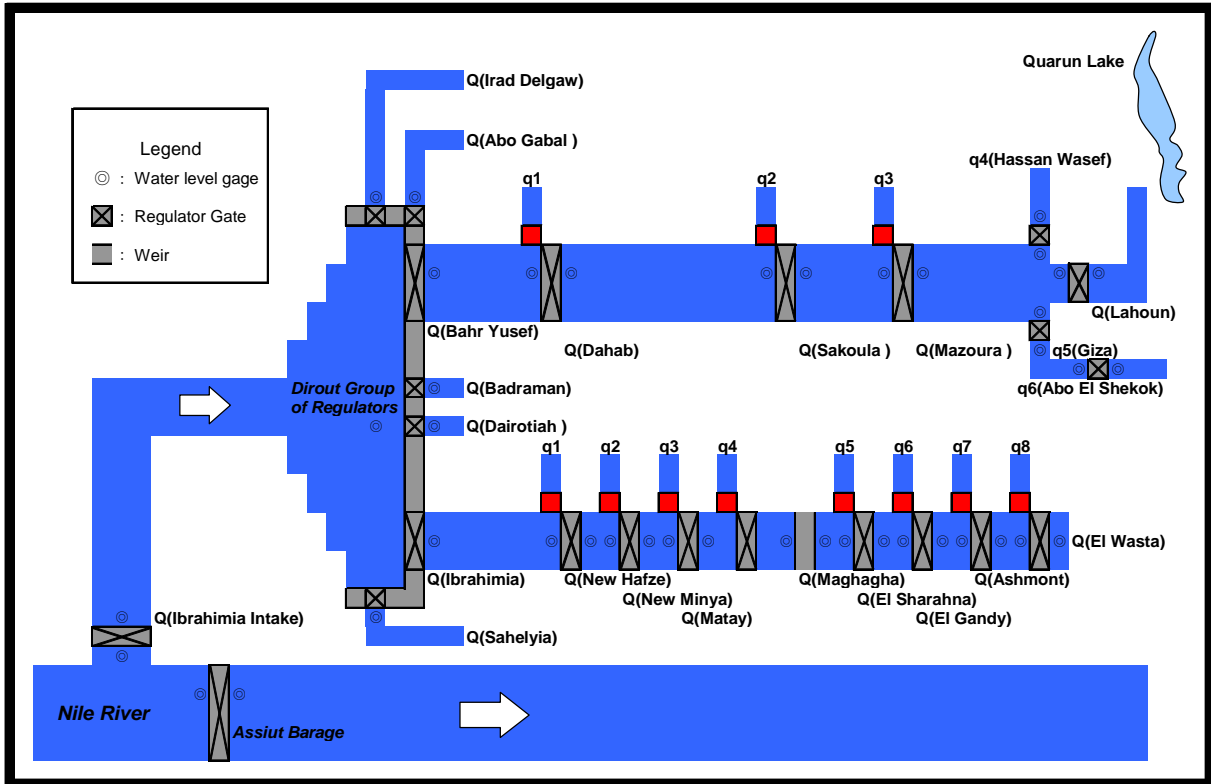 Q(Irad Delgaw)
Quarun Lake
Legend
: Water level gage
: Regulator Gate
: Weir
Q(Abo Gabal )
q1
q2
q3
q4(Hassan Wasef)
Q(Lahoun)
Q(Bahr Yusef)
Q(Dahab)
Q(Sakoula )
Q(Mazoura )
q5(Giza)
q6(Abo El Shekok)
Dirout Group
of Regulators
Q(Badraman)
Q(Dairotiah )
q1
q2
q3
q4
q5
q6
q7
q8
Q(El Wasta)
Q(Ibrahimia)
Q(New Hafze)
Q(Maghagha)
Q(Ashmont)
Q(New Minya)
Q(El Sharahna)
Q(Matay)
Q(El Gandy)
Q(Ibrahimia Intake)
Q(Sahelyia)
Nile River
Assiut Barage